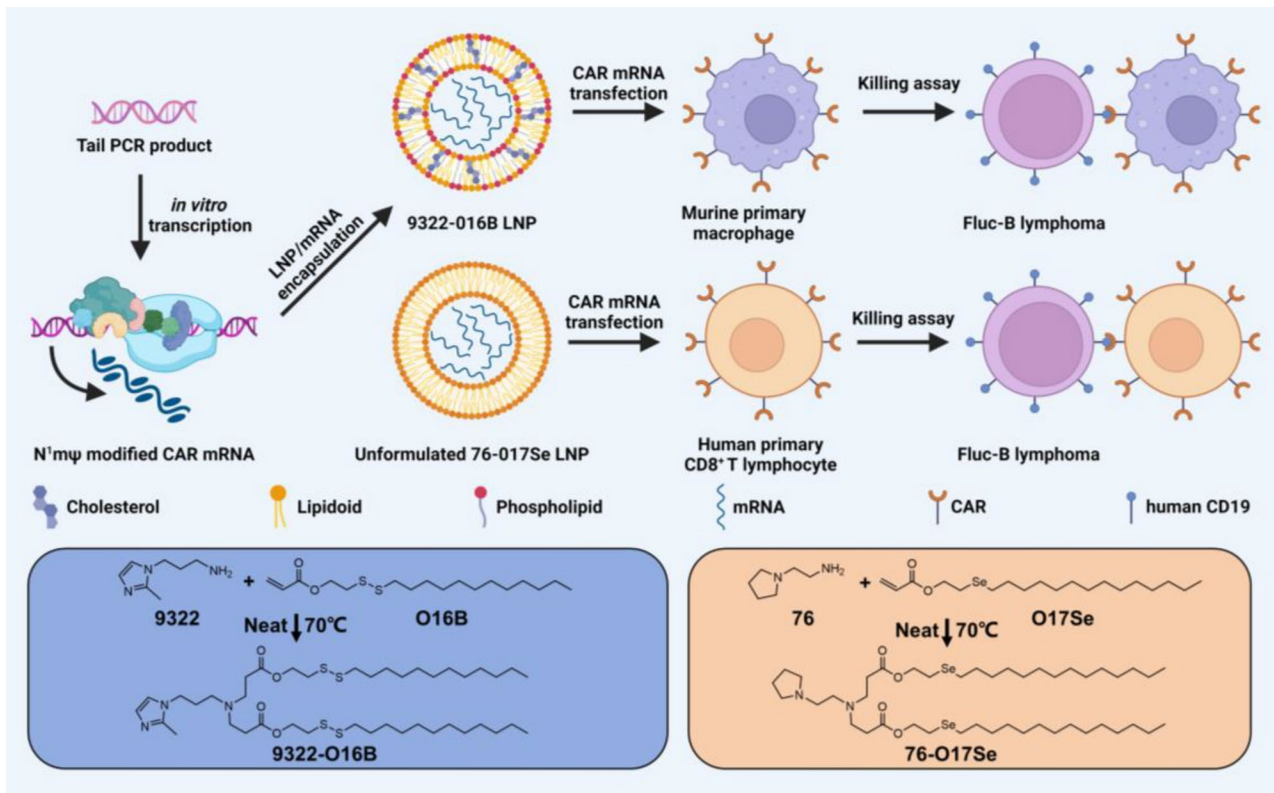 Tail PCR product
in vitro
transcription
N¹mψ modified CAR mRNA
LNP/mRNA
encapsulation
9322-016B LNP
Unformulated 76-017Se LNP
CAR mRNA
transfection
Murine primary
macrophage
Killing assay
Fluc-B lymphoma
CAR mRNA
transfection
Human primary
CD8⁺ T lymphocyte
Killing assay
Fluc-B lymphoma
Cholesterol
Lipidoid
Phospholipid
mRNA
CAR
human CD19
N
N
NH₂
+
O
O
S
S
9322
O16B
Neat
70℃
O
O
S
S
N
N
N
O
O
S
S
9322-O16B
N
NH₂
+
O
O
Se
76
O17Se
Neat
70℃
O
O
Se
N
N
O
O
Se
76-O17Se